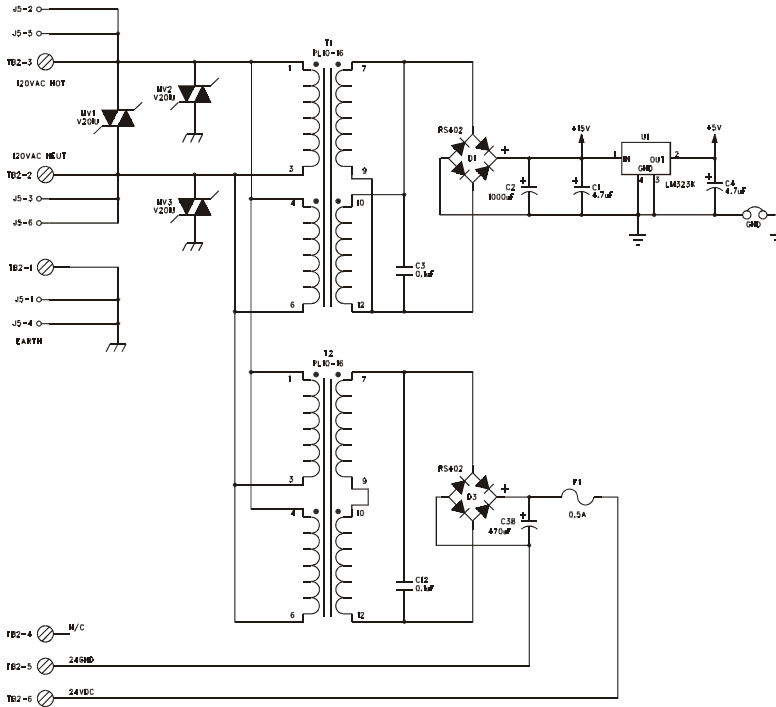 J5-2
J5-5
TB2-3
120VAC HOT
MV1
V201U
MV2
V201U
120VAC NEUT
TB2-2
J5-3
J5-6
MV3
V201U
TB2-1
J5-1
J5-4
EARTH
T1
PL10-16
1
7
3
9
4
10
6
12
C3
0.1uF
RS402
D1
+
+15V
+
C2
1000uF
+
C1
4.7uF
U1
1
IN
OUT
2
GND
4
3
LM323K
+5V
+
C4
4.7uF
GND
T2
PL10-16
1
7
3
9
4
10
6
12
C12
0.1uF
RS402
D3
+
+
C38
470uF
F1
0.5A
TB2-4
N/C
TB2-5
24GND
TB2-6
24VDC